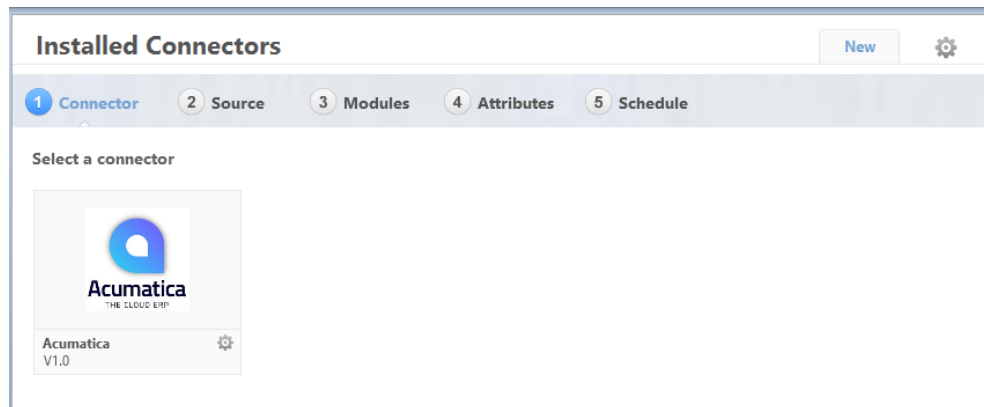 Installed Connectors
New
1 Connector 2 Source 3 Modules 4 Attributes 5 Schedule
Select a connector
Acumatica
THE CLOUD ERP
Acumatica
V1.0